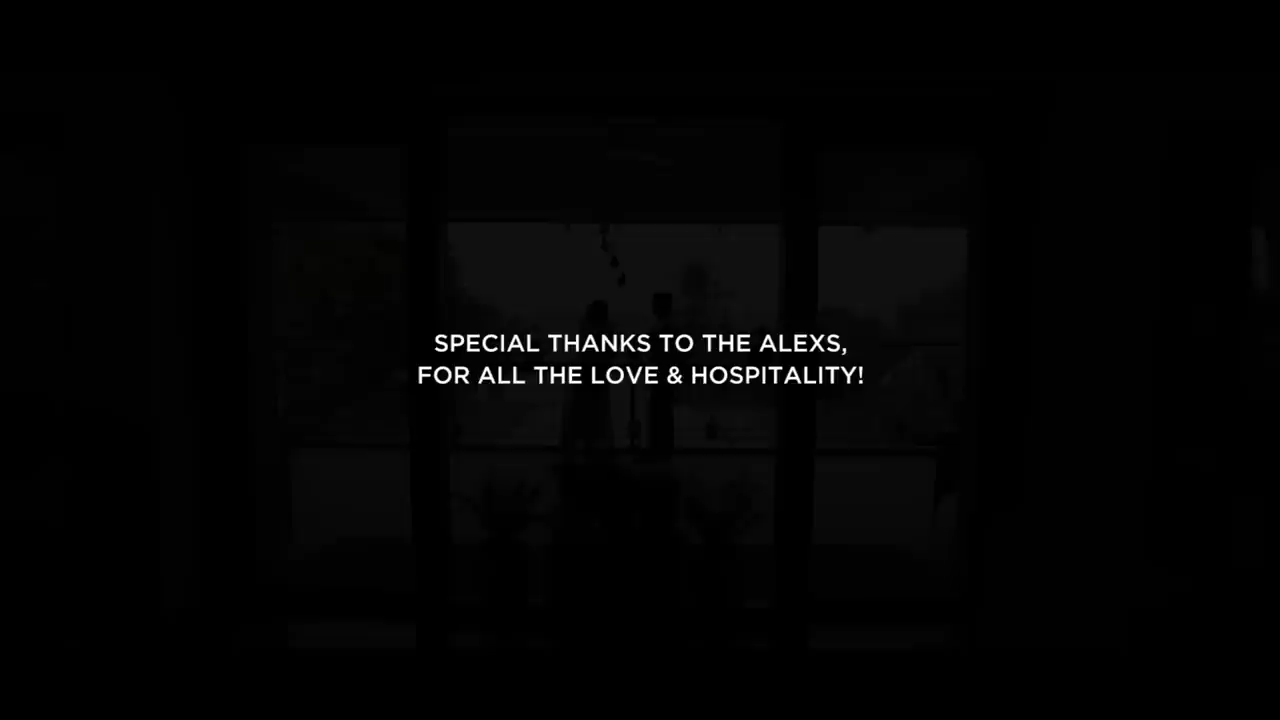 SPECIAL THANKS TO THE ALEXS,
FOR ALL THE LOVE & HOSPITALITY!